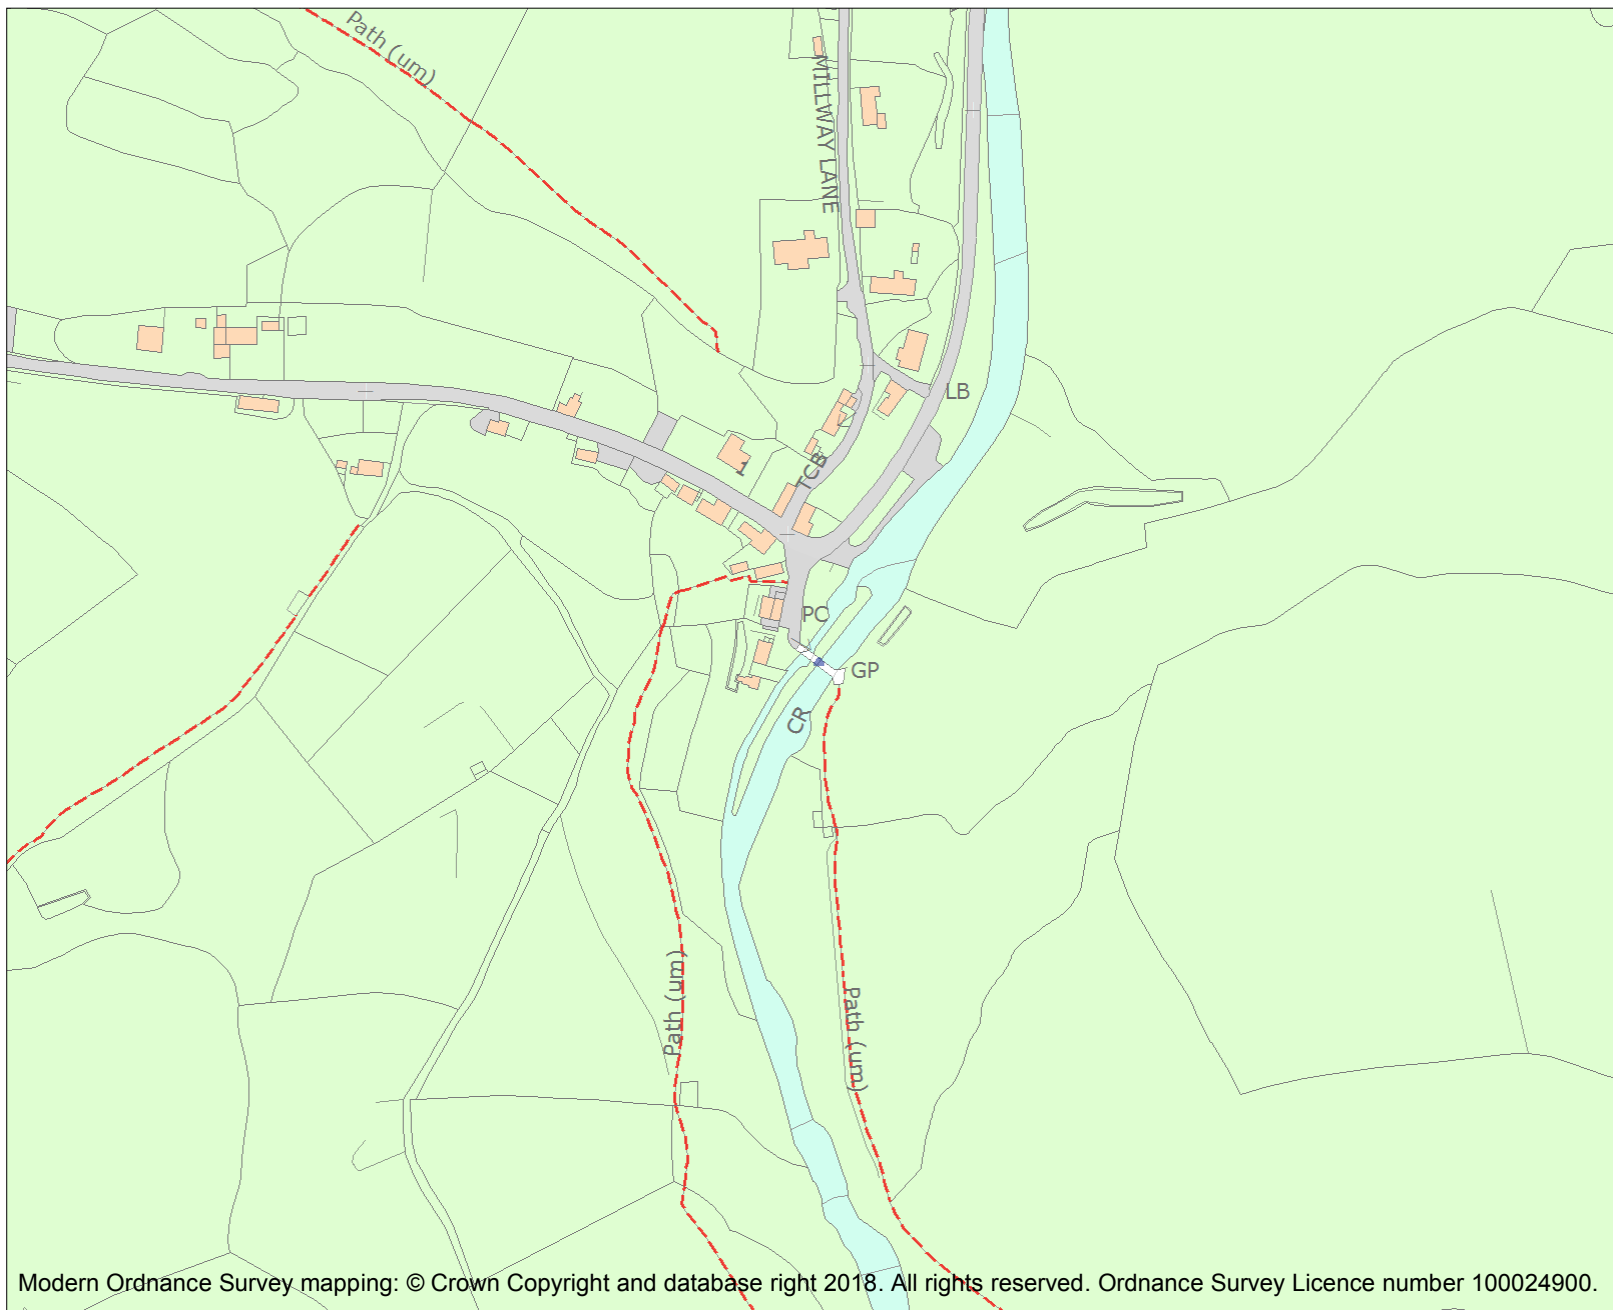 Path (um)
MILLWAY LANE
LB
1
TCB
PC
GP
CR
Path (um)
Path (um)
Modern Ordnance Survey mapping: © Crown Copyright and database right 2018. All rights reserved. Ordnance Survey Licence number 100024900.